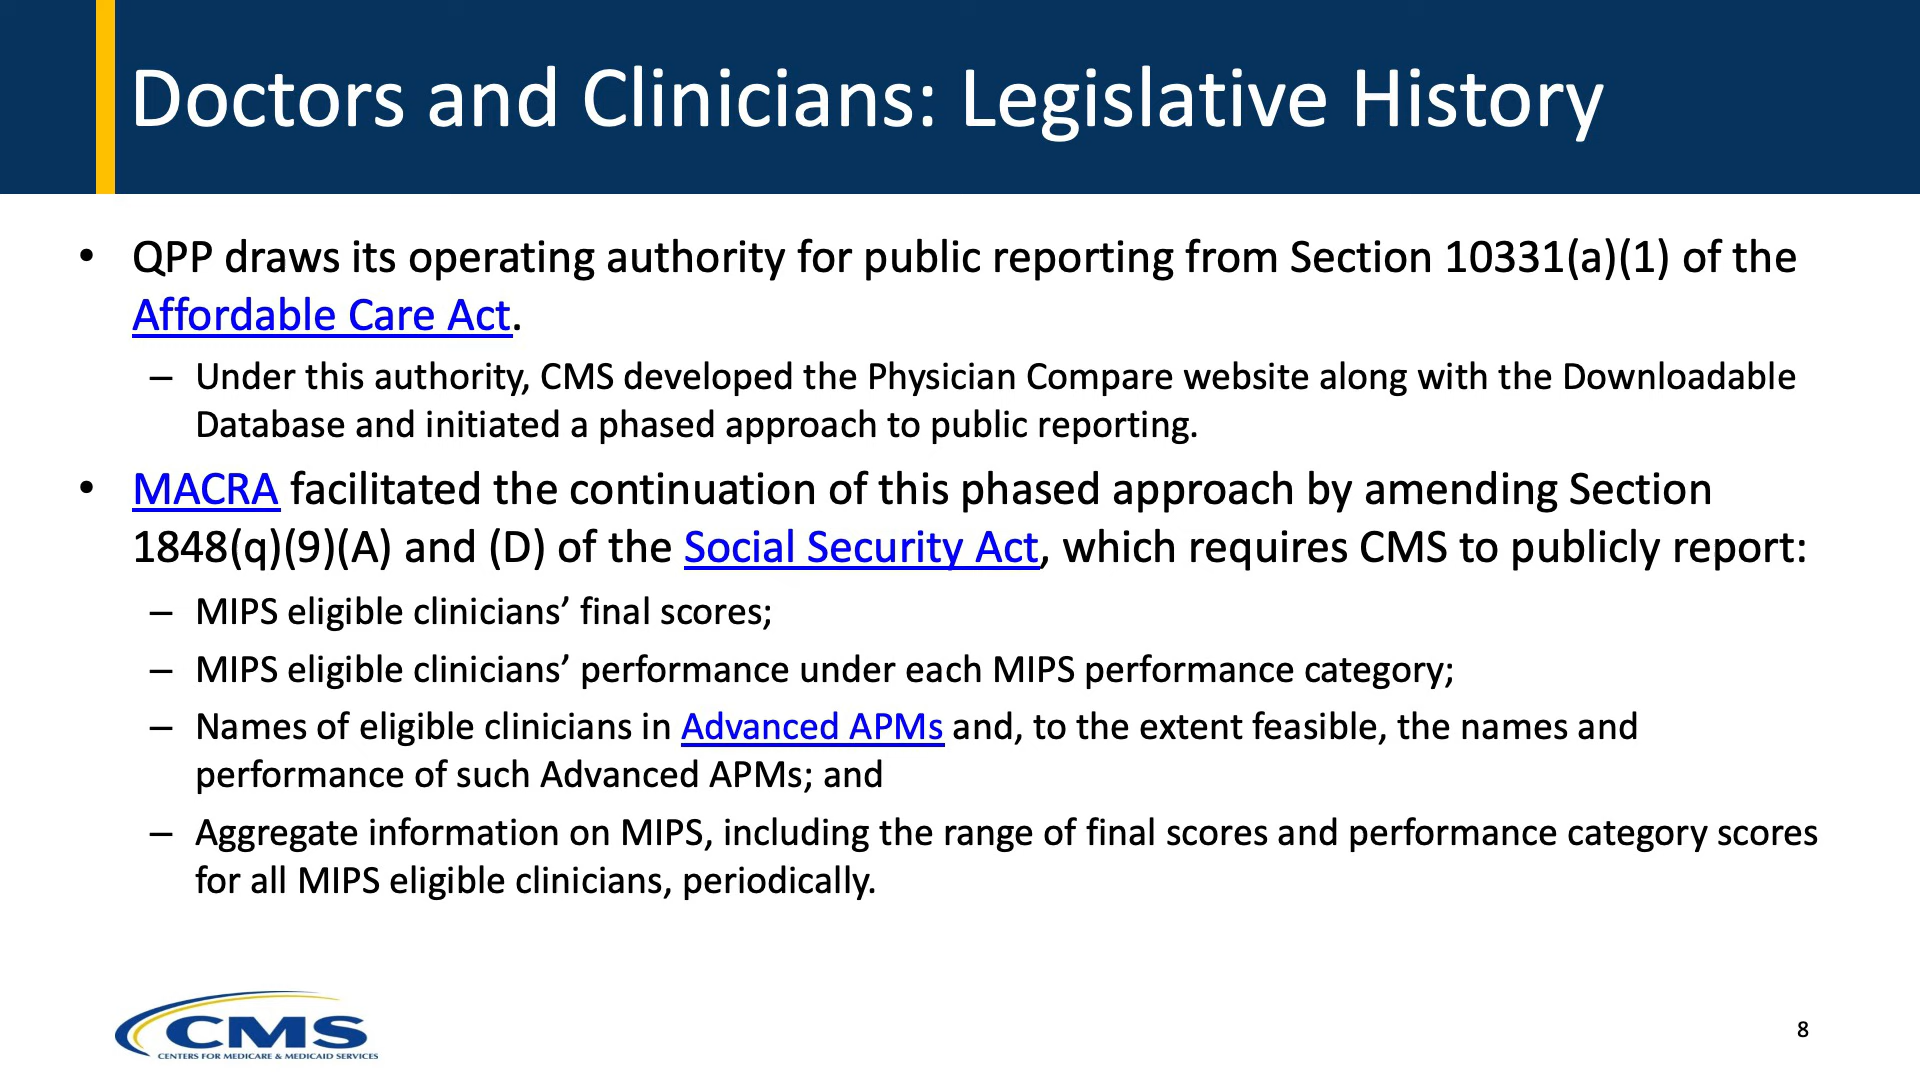 Doctors and Clinicians: Legislative History
• QPP draws its operating authority for public reporting from Section 10331(a)(1) of the
Affordable Care Act.
– Under this authority, CMS developed the Physician Compare website along with the Downloadable
Database and initiated a phased approach to public reporting.
• MACRA facilitated the continuation of this phased approach by amending Section
1848(q)(9)(A) and (D) of the Social Security Act, which requires CMS to publicly report:
– MIPS eligible clinicians’ final scores;
– MIPS eligible clinicians’ performance under each MIPS performance category;
– Names of eligible clinicians in Advanced APMs and, to the extent feasible, the names and
performance of such Advanced APMs; and
– Aggregate information on MIPS, including the range of final scores and performance category scores
for all MIPS eligible clinicians, periodically.
CMS
CENTERS FOR MEDICARE & MEDICAID SERVICES
8